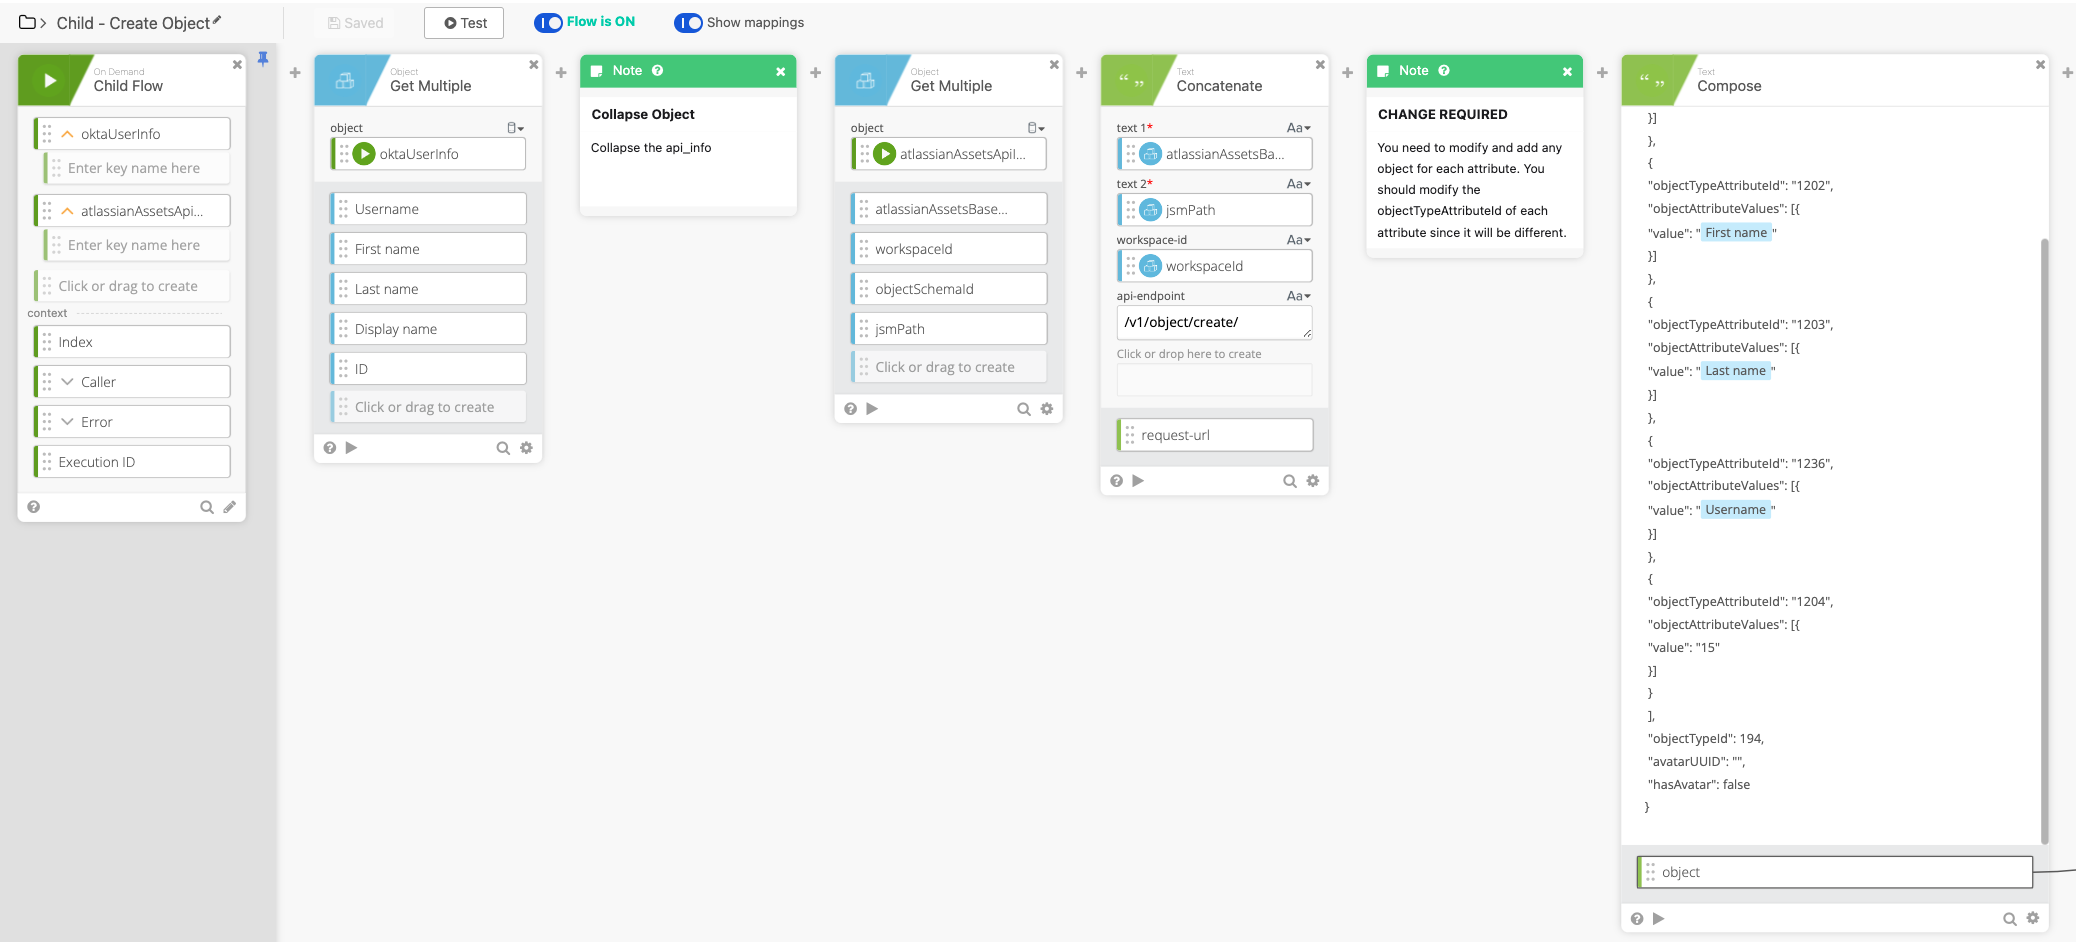 Child - Create Object
Saved
Test
Flow is ON
Show mappings
On Demand
Child Flow
oktaUserInfo
Enter key name here
atlassianAssetsApi...
Enter key name here
Click or drag to create
context
Index
Caller
Error
Execution ID
Object
Get Multiple
object
oktaUserInfo
Username
First name
Last name
Display name
ID
Click or drag to create
Note
Collapse Object
Collapse the api_info
Object
Get Multiple
object
atlassianAssetsApiI...
atlassianAssetsBase...
workspaceId
objectSchemaId
jsmPath
Click or drag to create
Text
Concatenate
text 1*
Aa
atlassianAssetsBa...
text 2*
Aa
jsmPath
workspace-id
Aa
workspaceId
api-endpoint
Aa
/v1/object/create/
Click or drop here to create
request-url
Note
CHANGE REQUIRED
You need to modify and add any
object for each attribute. You
should modify the
objectTypeAttributeId of each
attribute since it will be different.
Text
Compose
}]
},
{
"objectTypeAttributeId": "1202",
"objectAttributeValues": [{
"value": " First name "
}]
},
{
"objectTypeAttributeId": "1203",
"objectAttributeValues": [{
"value": " Last name "
}]
},
{
"objectTypeAttributeId": "1236",
"objectAttributeValues": [{
"value": " Username "
}]
},
{
"objectTypeAttributeId": "1204",
"objectAttributeValues": [{
"value": "15"
}]
}
],
"objectTypeId": 194,
"avatarUUID": "",
"hasAvatar": false
}
object